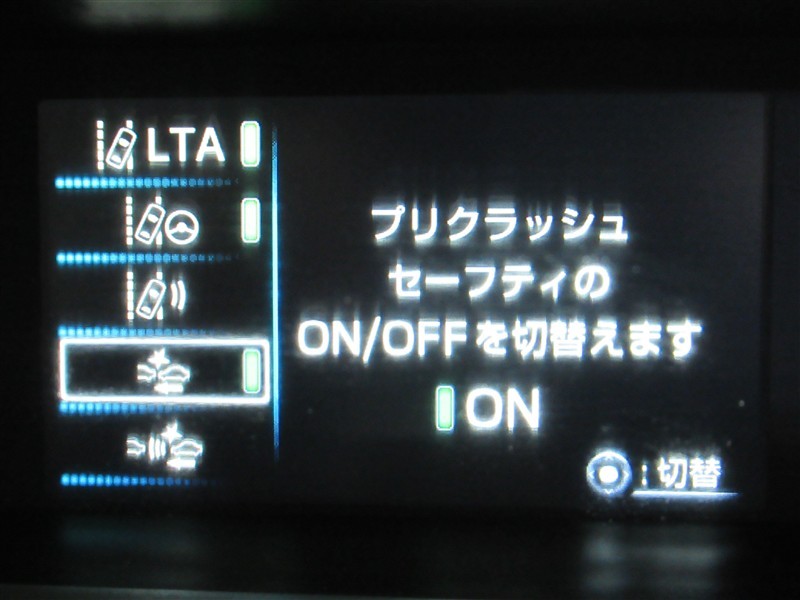 LTA
プリクラッシュ
セーフティの
ON/OFFを切替えます
ON
:切替